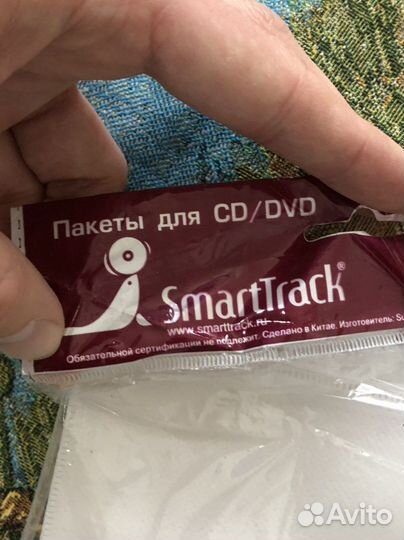 Пакеты для CD/DVD
SmartTrack®
www.smarttrack.ru
Обязательной сертификации не подлежит. Сделано в Китае. Изготовитель:
Avito